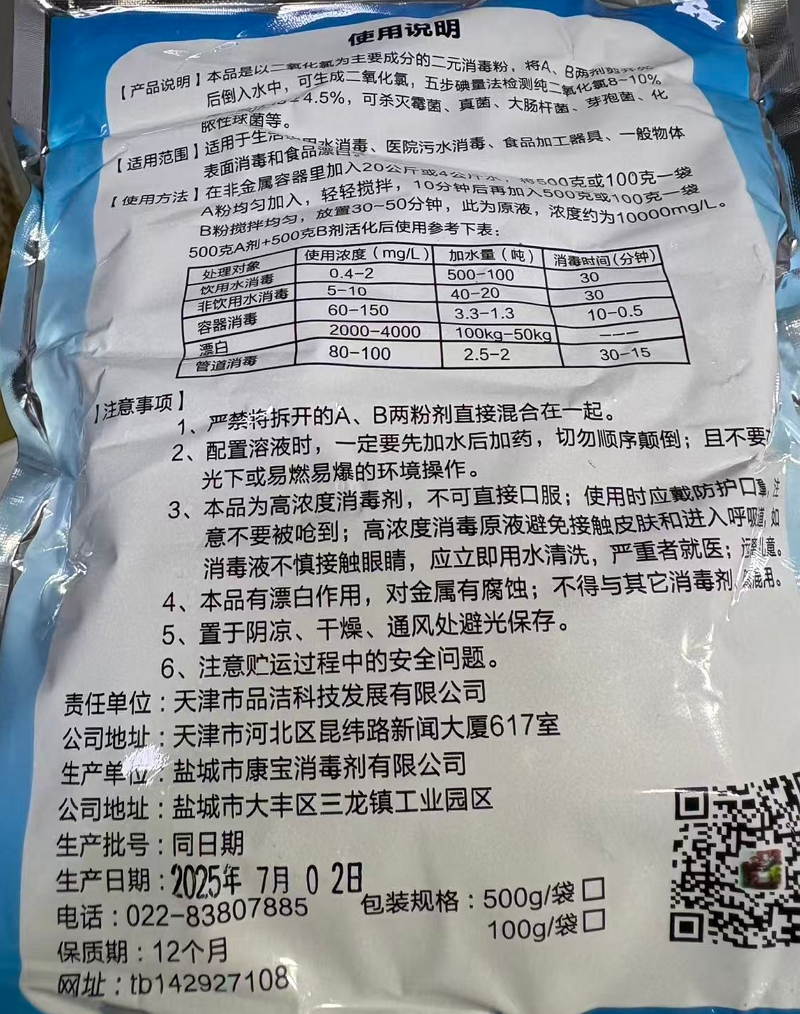 使用说明
【产品说明】本品是以二氧化氯为主要成分的二元消毒粉，将A、B两剂
后倒入水中，可生成二氧化氯，五步碘量法检测纯二氧化氯8-10%
4.5%，可杀灭霉菌、真菌、大肠杆菌、芽孢菌、化
脓性球菌等。
【适用范围】适用于生活 水消毒、医院污水消毒、食品加工器具、一般物体
表面消毒和食品漂白消毒。
【使用方法】在非金属容器里加入20公斤或4公斤水，将500克或100克一袋
A粉均匀加入，轻轻搅拌，10分钟后再加入500克或100克一袋
B粉搅拌均匀，放置30-50分钟，此为原液，浓度约为10000mg/L。
500克A剂+500克B剂活化后使用参考下表：
处理对象 使用浓度（mg/L） 加水量（吨） 消毒时间(分钟)
饮用水消毒 0.4-2 500-100 30
非饮用水消毒 5-10 40-20 30
容器消毒 60-150 3.3-1.3 10-0.5
漂白 2000-4000 100kg-50kg ---
管道消毒 80-100 2.5-2 30-15
【注意事项】
1、严禁将拆开的A、B两粉剂直接混合在一起。
2、配置溶液时，一定要先加水后加药，切勿顺序颠倒；且不要
光下或易燃易爆的环境操作。
3、本品为高浓度消毒剂，不可直接口服；使用时应戴防护口罩，注
意不要被呛到；高浓度消毒原液避免接触皮肤和进入呼吸道，如
消毒液不慎接触眼睛，应立即用水清洗，严重者就医；远离儿童。
4、本品有漂白作用，对金属有腐蚀；不得与其它消毒剂 混用。
5、置于阴凉、干燥、通风处避光保存。
6、注意贮运过程中的安全问题。
责任单位：天津市品洁科技发展有限公司
公司地址：天津市河北区昆纬路新闻大厦617室
生产单位：盐城市康宝消毒剂有限公司
公司地址：盐城市大丰区三龙镇工业园区
生产批号：同日期
生产日期：2025年 7月 0 2日
电话：022-83807885
包装规格：500g/袋□
100g/袋□
保质期：12个月
网址：tb142927108